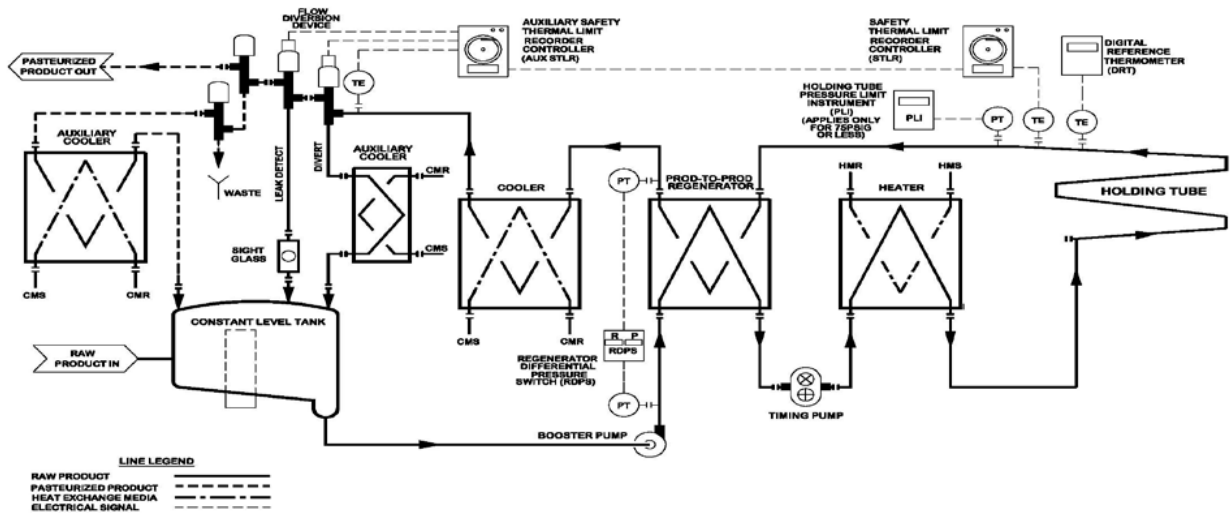 FLOW
DIVERSION
DEVICE
AUXILIARY SAFETY
THERMAL LIMIT
RECORDER
CONTROLLER
(AUX STLR)
SAFETY
THERMAL LIMIT
RECORDER
CONTROLLER
(STLR)
DIGITAL
REFERENCE
THERMOMETER
(DRT)
PASTEURIZED
PRODUCT OUT
TE
HOLDING TUBE
PRESSURE LIMIT
INSTRUMENT
(PLI)
(APPLIES ONLY
FOR 75PSIG
OR LESS)
PLI
PT
TE
TE
AUXILIARY
COOLER
WASTE
LEAK DETECT
DIVERT
AUXILIARY
COOLER
CMR
CMS
COOLER
PT
PROD-TO-PROD
REGENERATOR
HMR
HMS
HEATER
HOLDING TUBE
SIGHT
GLASS
CMS
CMR
CONSTANT LEVEL TANK
RAW
PRODUCT IN
CMS
CMR
R P
RDPS
REGENERATOR
DIFFERENTIAL
PRESSURE
SWITCH (RDPS)
PT
TIMING PUMP
BOOSTER PUMP
LINE LEGEND
RAW PRODUCT
PASTEURIZED PRODUCT
HEAT EXCHANGE MEDIA
ELECTRICAL SIGNAL